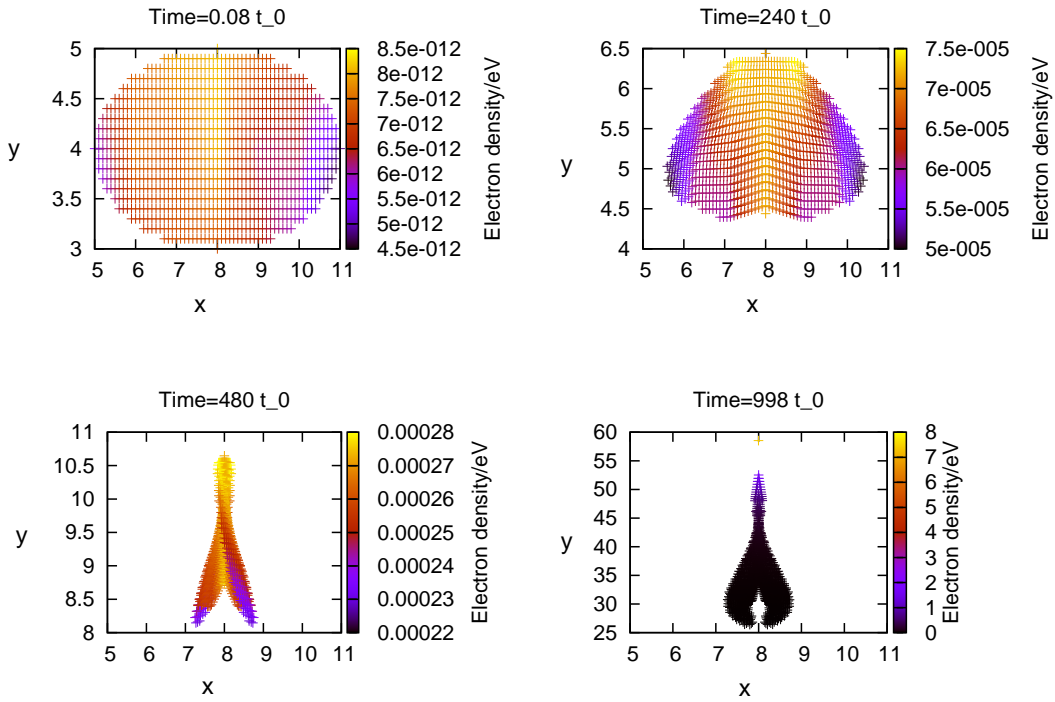 Time=0.08 t_0
5
4.5
4
3.5
3
y
5 6 7 8 9 10 11
x
8.5e-012
8e-012
7.5e-012
7e-012
6.5e-012
6e-012
5.5e-012
5e-012
4.5e-012
Electron density/eV
Time=240 t_0
6.5
6
5.5
5
4.5
4
y
5 6 7 8 9 10 11
x
7.5e-005
7e-005
6.5e-005
6e-005
5.5e-005
5e-005
Electron density/eV
Time=480 t_0
11
10.5
10
9.5
9
8.5
8
y
5 6 7 8 9 10 11
x
0.00028
0.00027
0.00026
0.00025
0.00024
0.00023
0.00022
Electron density/eV
Time=998 t_0
60
55
50
45
40
35
30
25
y
5 6 7 8 9 10 11
x
8
7
6
5
4
3
2
1
0
Electron density/eV